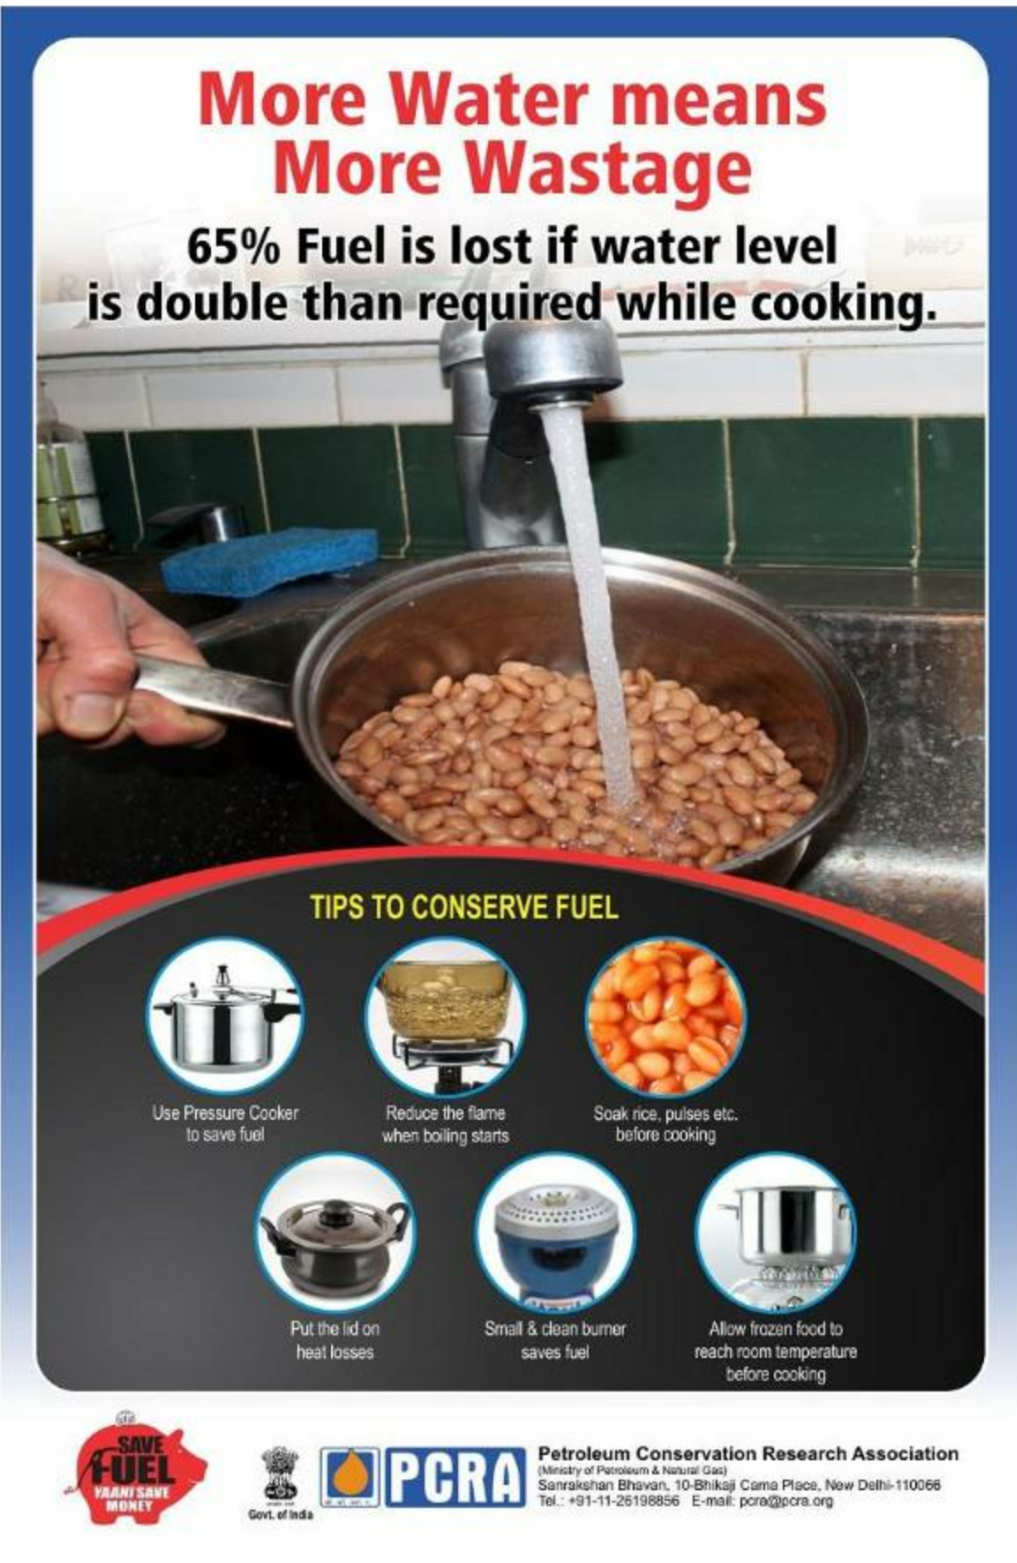 More Water means
More Wastage
65% Fuel is lost if water level
is double than required while cooking.
TIPS TO CONSERVE FUEL
Use Pressure Cooker
to save fuel
Reduce the flame
when boiling starts
Soak rice, pulses etc.
before cooking
Put the lid on
heat losses
Small & clean burner
saves fuel
Allow frozen food to
reach room temperature
before cooking
SAVE
FUEL
YAANI SAVE
MONEY
Govt. of India
PCRA
Petroleum Conservation Research Association
(Ministry of Petroleum & Natural Gas)
Sanrakshan Bhavan, 10-Bhikaji Cama Place, New Delhi-110066
Tel.: +91-11-26198856 E-mail: pcra@pcra.org